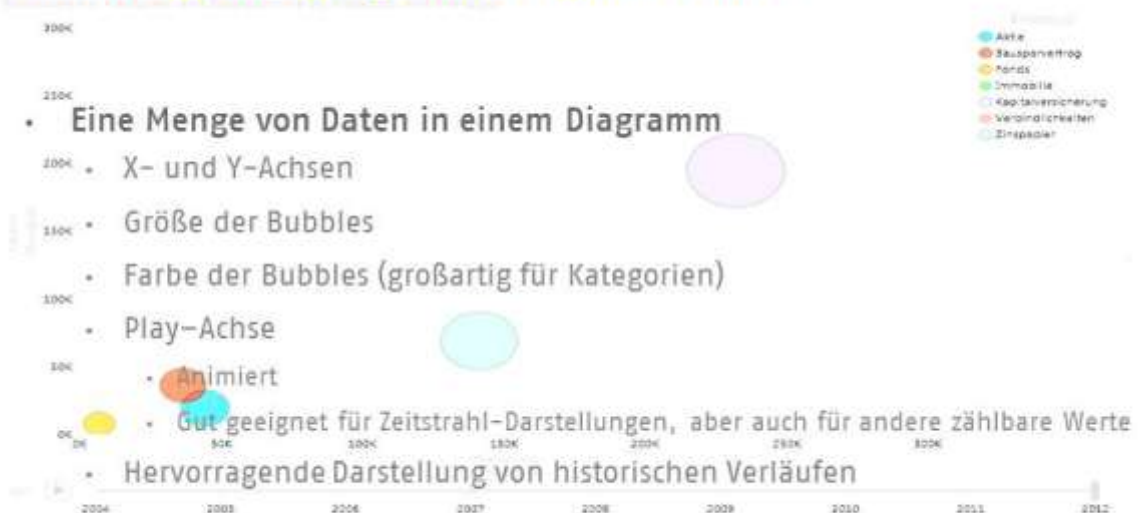 300K
Aktie
Bausparvertrag
Fonds
Immobilie
Kapitalversicherung
Verbindlichkeiten
Zinspapier
250K
• Eine Menge von Daten in einem Diagramm
200K
• X- und Y-Achsen
150K
• Größe der Bubbles
• Farbe der Bubbles (großartig für Kategorien)
100K
• Play-Achse
50K
• Animiert
• Gut geeignet für Zeitstrahl-Darstellungen, aber auch für andere zählbare Werte
0K
0K 50K 100K 150K 200K 250K 300K
• Hervorragende Darstellung von historischen Verläufen
2004 2005 2006 2007 2008 2009 2010 2011 2012